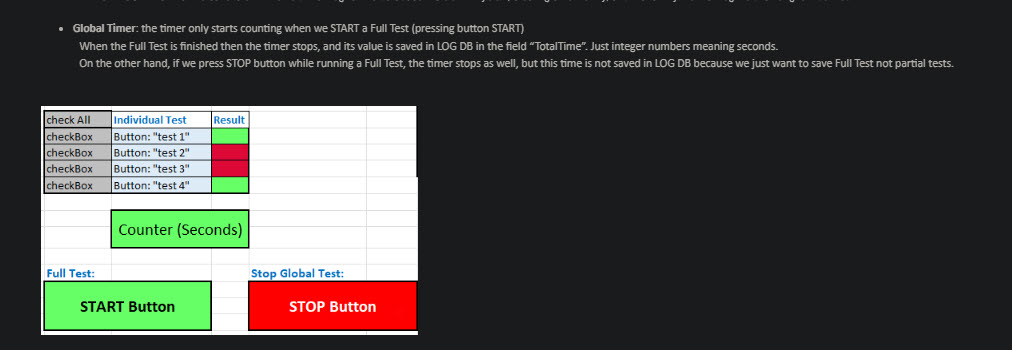 • Global Timer: the timer only starts counting when we START a Full Test (pressing button START)
When the Full Test is finished then the timer stops, and its value is saved in LOG DB in the field “TotalTime”. Just integer numbers meaning seconds.
On the other hand, if we press STOP button while running a Full Test, the timer stops as well, but this time is not saved in LOG DB because we just want to save Full Test not partial tests.
check All Individual Test Result
checkBox Button: "test 1"
checkBox Button: "test 2"
checkBox Button: "test 3"
checkBox Button: "test 4"
Counter (Seconds)
Full Test: Stop Global Test:
START Button STOP Button